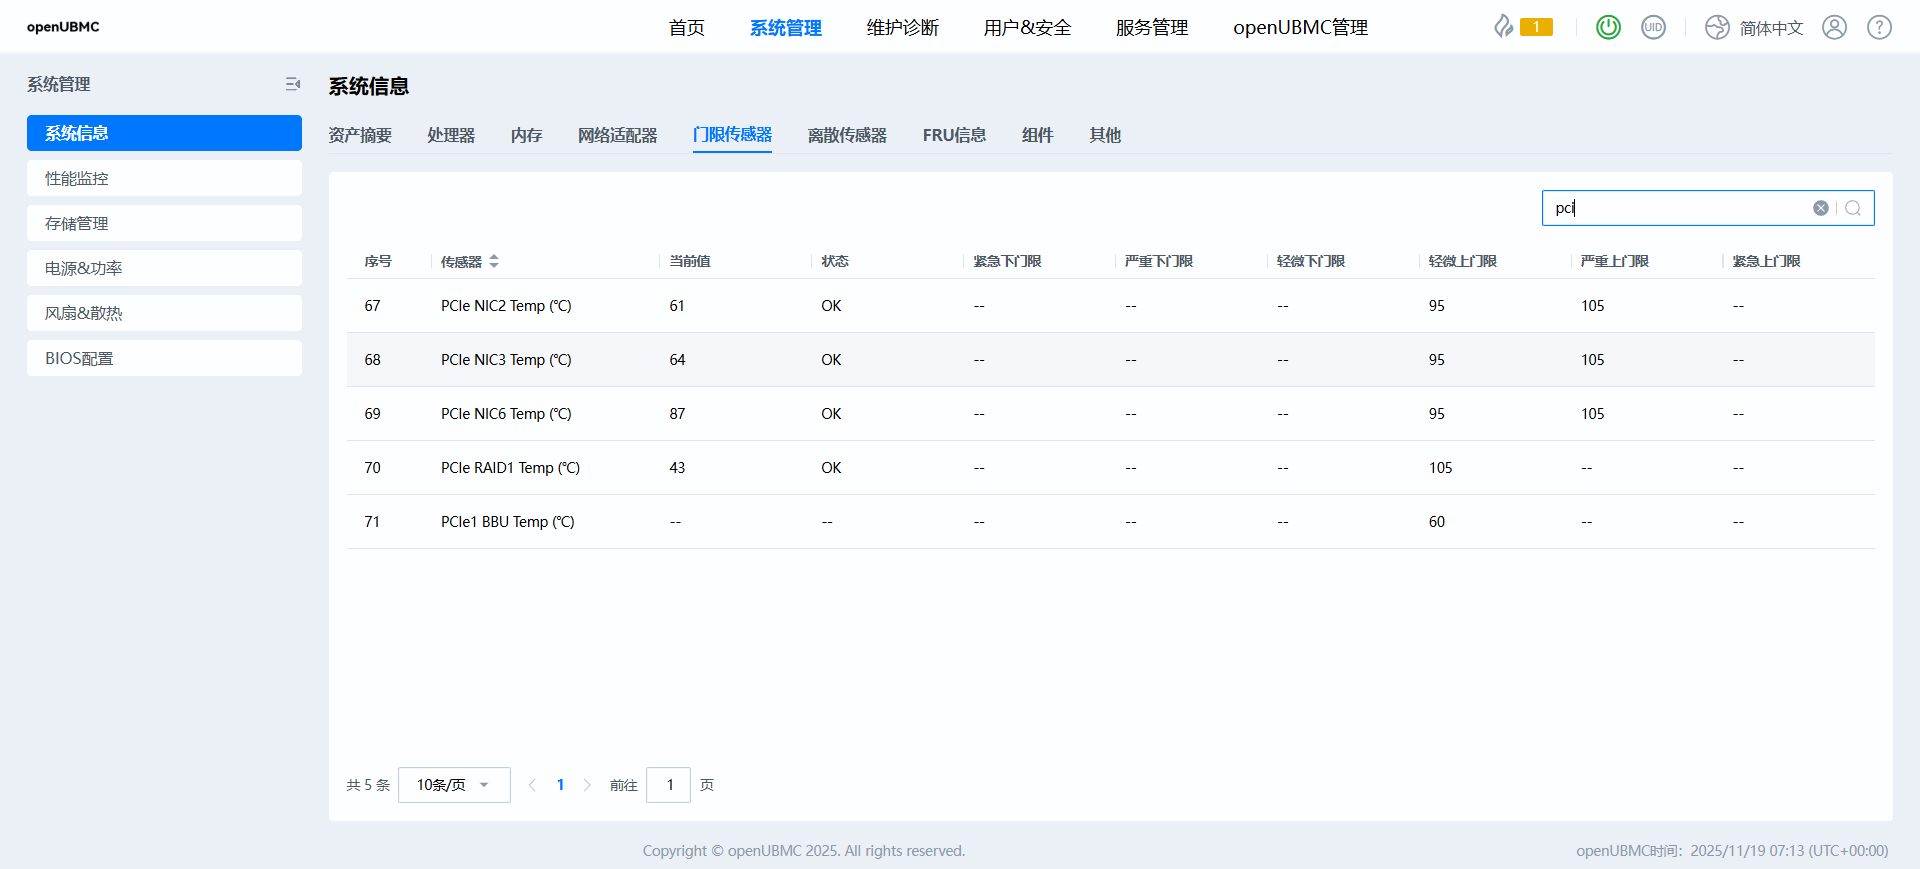 openUBMC
首页 系统管理 维护诊断 用户&安全 服务管理 openUBMC管理
1 UID 简体中文 ?
系统管理
系统信息
性能监控
存储管理
电源&功率
风扇&散热
BIOS配置
系统信息
资产摘要 处理器 内存 网络适配器 门限传感器 离散传感器 FRU信息 组件 其他
pci
序号 传感器 当前值 状态 紧急下门限 严重下门限 轻微下门限 轻微上门限 严重上门限 紧急上门限
67 PCIe NIC2 Temp (℃) 61 OK -- -- -- 95 105 --
68 PCIe NIC3 Temp (℃) 64 OK -- -- -- 95 105 --
69 PCIe NIC6 Temp (℃) 87 OK -- -- -- 95 105 --
70 PCIe RAID1 Temp (℃) 43 OK -- -- -- 105 -- --
71 PCIe1 BBU Temp (℃) -- -- -- -- -- 60 -- --
共 5 条 10条/页 1 前往 1 页
Copyright © openUBMC 2025. All rights reserved.
openUBMC时间： 2025/11/19 07:13 (UTC+00:00)